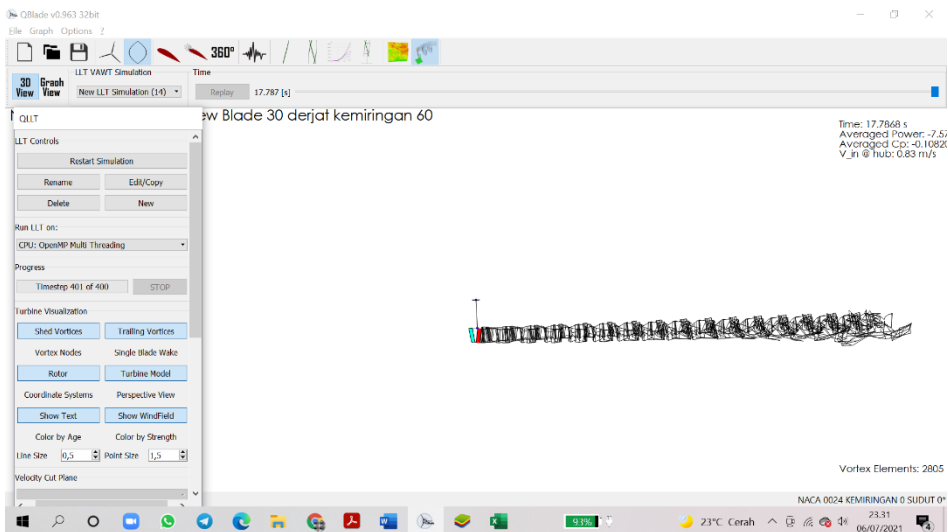 QBlade v0.963 32bit
File Graph Options ?
360°
3D View
Graph View
LLT VAWT Simulation
New LLT Simulation (14)
Time
Replay
17.787 [s]
QLLT
ew Blade 30 derjat kemiringan 60
Time: 17.7868 s
Averaged Power: -7.57
Averaged Cp: -0.10820
V_in @ hub: 0.83 m/s
LLT Controls
Restart Simulation
Rename Edit/Copy
Delete New
Run LLT on:
CPU: OpenMP Multi Threading
Progress
Timestep 401 of 400 STOP
Turbine Visualization
Shed Vortices Trailing Vortices
Vortex Nodes Single Blade Wake
Rotor Turbine Model
Coordinate Systems Perspective View
Show Text Show WindField
Color by Age Color by Strength
Line Size 0,5 Point Size 1,5
Velocity Cut Plane
Vortex Elements: 2805
NACA 0024 KEMIRINGAN 0 SUDUT 0°
93%
23°C Cerah
23.31
06/07/2021